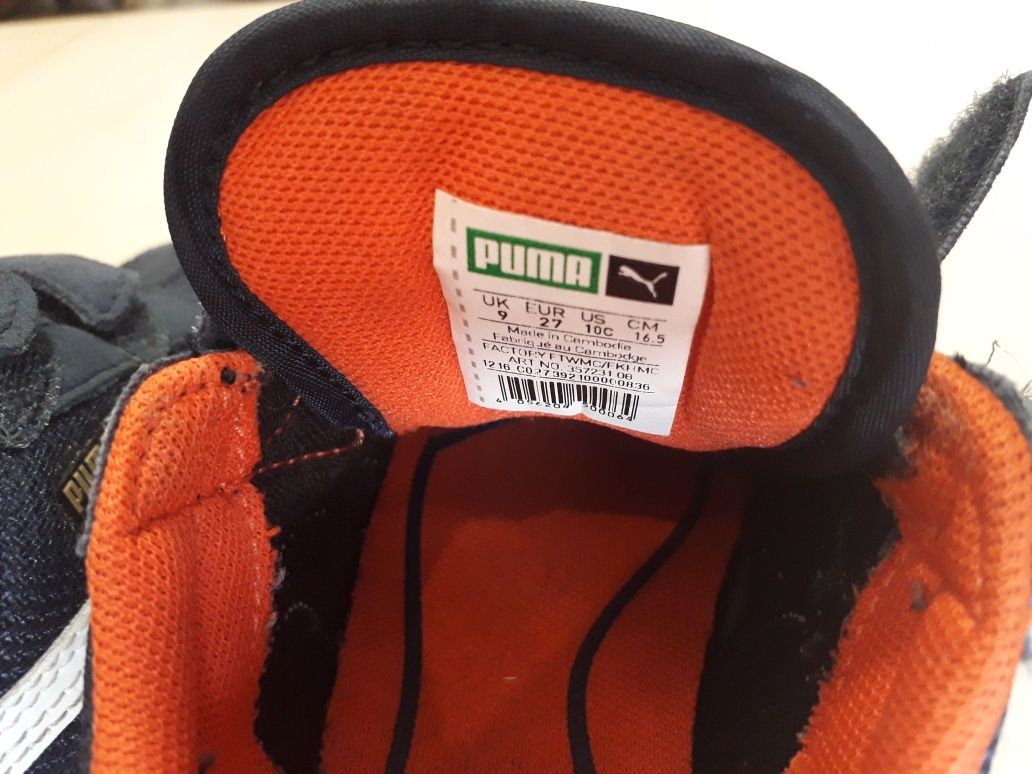 PUMA
UK EUR US CM
9 27 10C 16.5
Made in Cambodia
Fabriqué au Cambodge
FACTORY FTWMC/FKHMC
ART NO. 357231 08
1216 C027392100000836